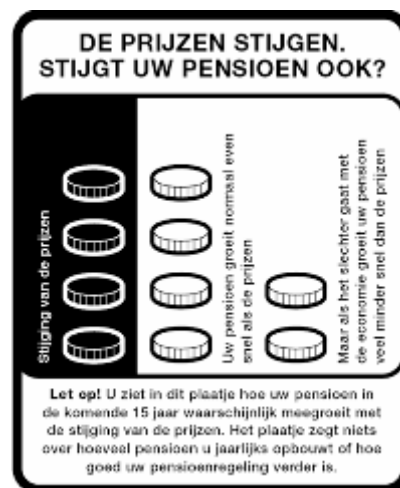 DE PRIJZEN STIJGEN.
STIJGT UW PENSIOEN OOK?
Stijging van de prijzen
Uw pensioen groeit normaal even
snel als de prijzen
Maar als het slechter gaat met
de economie groeit uw pensioen
veel minder snel dan de prijzen
Let op! U ziet in dit plaatje hoe uw pensioen in
de komende 15 jaar waarschijnlijk meegroeit met
de stijging van de prijzen. Het plaatje zegt niets
over hoeveel pensioen u jaarlijks opbouwt of hoe
goed uw pensioenregeling verder is.